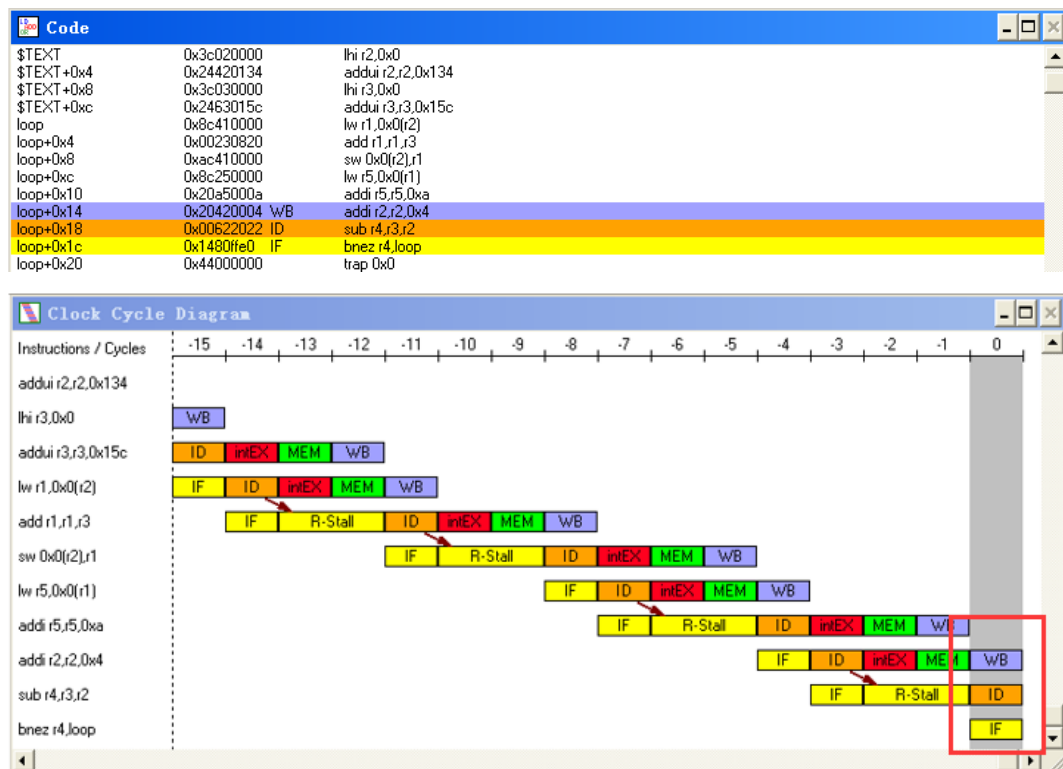 Code
$TEXT 0x3c020000 lhi r2,0x0
$TEXT+0x4 0x24420134 addui r2,r2,0x134
$TEXT+0x8 0x3c030000 lhi r3,0x0
$TEXT+0xc 0x2463015c addui r3,r3,0x15c
loop 0x8c410000 lw r1,0x0(r2)
loop+0x4 0x00230820 add r1,r1,r3
loop+0x8 0xac410000 sw 0x0(r2),r1
loop+0xc 0x8c250000 lw r5,0x0(r1)
loop+0x10 0x20a5000a addi r5,r5,0xa
loop+0x14 0x20420004 WB addi r2,r2,0x4
loop+0x18 0x00622022 ID sub r4,r3,r2
loop+0x1c 0x1480ffe0 IF bnez r4,loop
loop+0x20 0x44000000 trap 0x0
Clock Cycle Diagram
Instructions / Cycles -15 -14 -13 -12 -11 -10 -9 -8 -7 -6 -5 -4 -3 -2 -1 0
addui r2,r2,0x134
lhi r3,0x0 WB
addui r3,r3,0x15c ID intEX MEM WB
lw r1,0x0(r2) IF ID intEX MEM WB
add r1,r1,r3 IF R-Stall ID intEX MEM WB
sw 0x0(r2),r1 IF R-Stall ID intEX MEM WB
lw r5,0x0(r1) IF ID intEX MEM WB
addi r5,r5,0xa IF R-Stall ID intEX MEM WB
addi r2,r2,0x4 IF ID intEX MEM WB
sub r4,r3,r2 IF R-Stall ID
bnez r4,loop IF